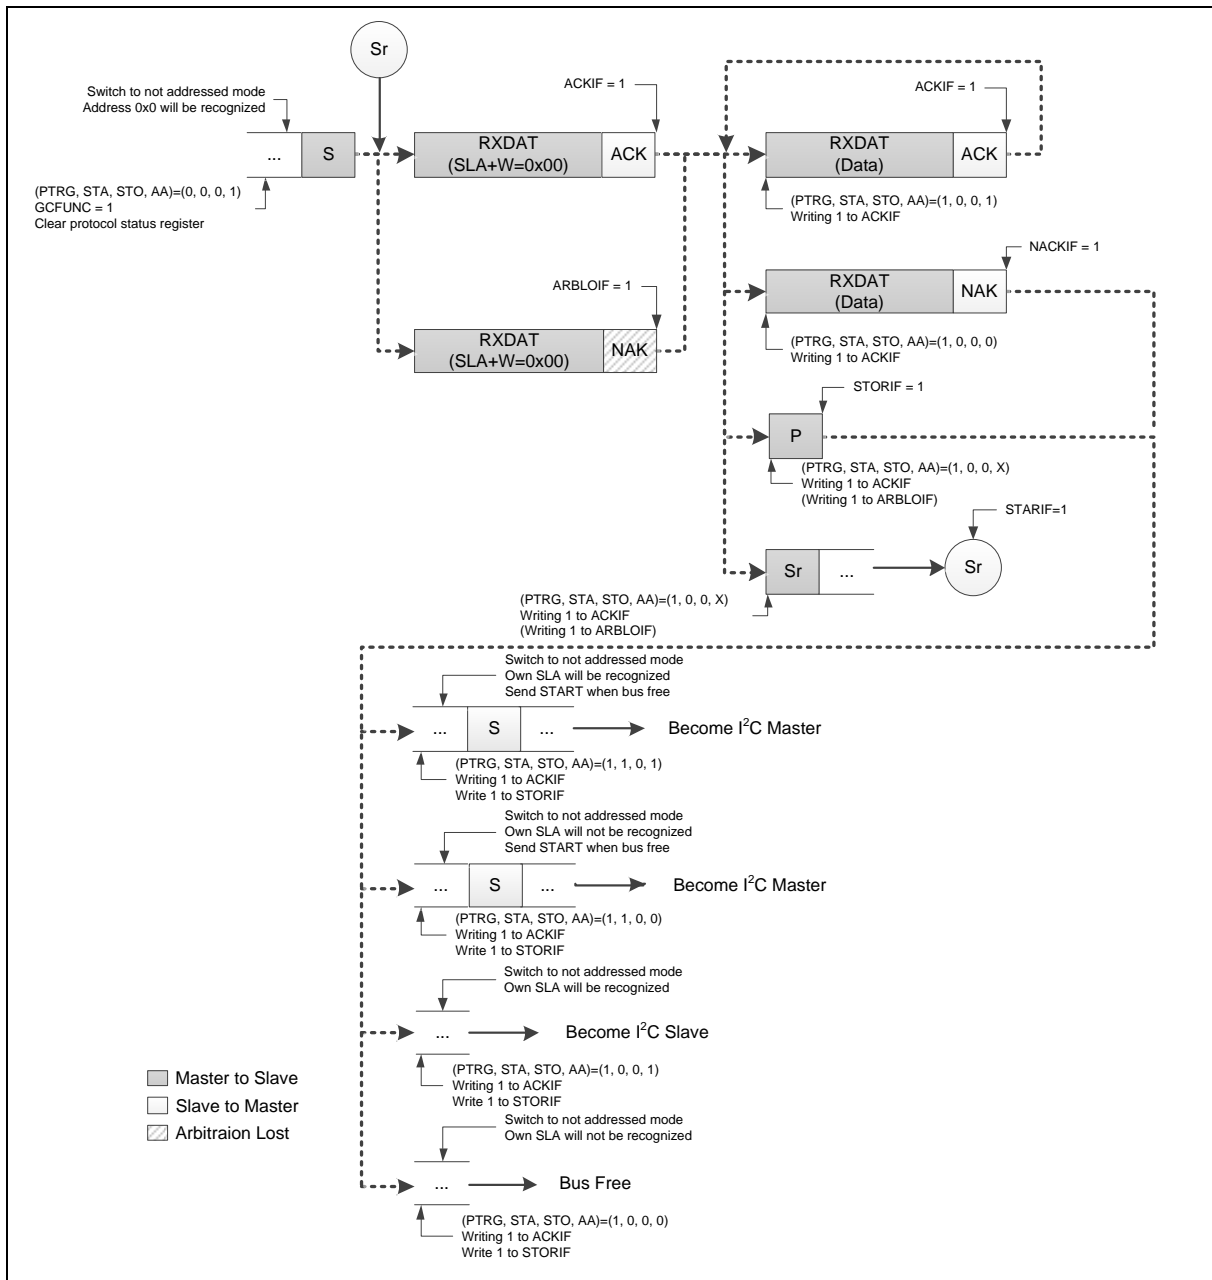 Sr
Switch to not addressed mode
Address 0x0 will be recognized
ACKIF = 1
ACKIF = 1
...
S
RXDAT
(SLA+W=0x00)
ACK
RXDAT
(Data)
ACK
(PTRG, STA, STO, AA)=(0, 0, 0, 1)
GCFUNC = 1
Clear protocol status register
(PTRG, STA, STO, AA)=(1, 0, 0, 1)
Writing 1 to ACKIF
NACKIF = 1
ARBLOIF = 1
RXDAT
(Data)
NAK
RXDAT
(SLA+W=0x00)
NAK
(PTRG, STA, STO, AA)=(1, 0, 0, 0)
Writing 1 to ACKIF
STORIF = 1
P
(PTRG, STA, STO, AA)=(1, 0, 0, X)
Writing 1 to ACKIF
(Writing 1 to ARBLOIF)
STARIF=1
Sr
...
Sr
(PTRG, STA, STO, AA)=(1, 0, 0, X)
Writing 1 to ACKIF
(Writing 1 to ARBLOIF)
Switch to not addressed mode
Own SLA will be recognized
Send START when bus free
...
S
...
Become I²C Master
(PTRG, STA, STO, AA)=(1, 1, 0, 1)
Writing 1 to ACKIF
Write 1 to STORIF
Switch to not addressed mode
Own SLA will not be recognized
Send START when bus free
...
S
...
Become I²C Master
(PTRG, STA, STO, AA)=(1, 1, 0, 0)
Writing 1 to ACKIF
Write 1 to STORIF
Switch to not addressed mode
Own SLA will be recognized
...
Become I²C Slave
(PTRG, STA, STO, AA)=(1, 0, 0, 1)
Writing 1 to ACKIF
Write 1 to STORIF
Master to Slave
Slave to Master
Arbitraion Lost
Switch to not addressed mode
Own SLA will not be recognized
...
Bus Free
(PTRG, STA, STO, AA)=(1, 0, 0, 0)
Writing 1 to ACKIF
Write 1 to STORIF